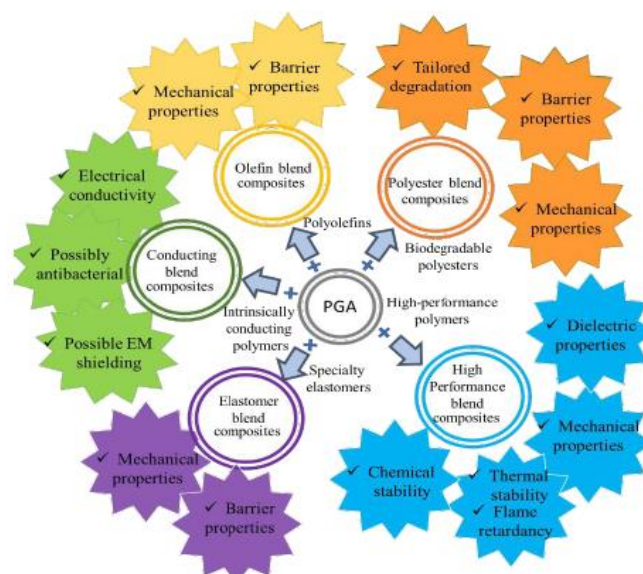 ✓ Mechanical
properties
✓ Barrier
properties
✓ Tailored
degradation
✓ Barrier
properties
✓ Mechanical
properties
Olefin blend
composites
Polyester blend
composites
✓ Electrical
conductivity
✓ Possibly
antibacterial
✓ Possible EM
shielding
Conducting
blend
composites
Polyolefins
Biodegradable
polyesters
PGA
Intrinsically
conducting
polymers
High-performance
polymers
Specialty
elastomers
Elastomer
blend
composites
High
Performance
blend
composites
✓ Dielectric
properties
✓ Mechanical
properties
✓ Thermal
stability
✓ Flame
retardancy
✓ Chemical
stability
✓ Mechanical
properties
✓ Barrier
properties